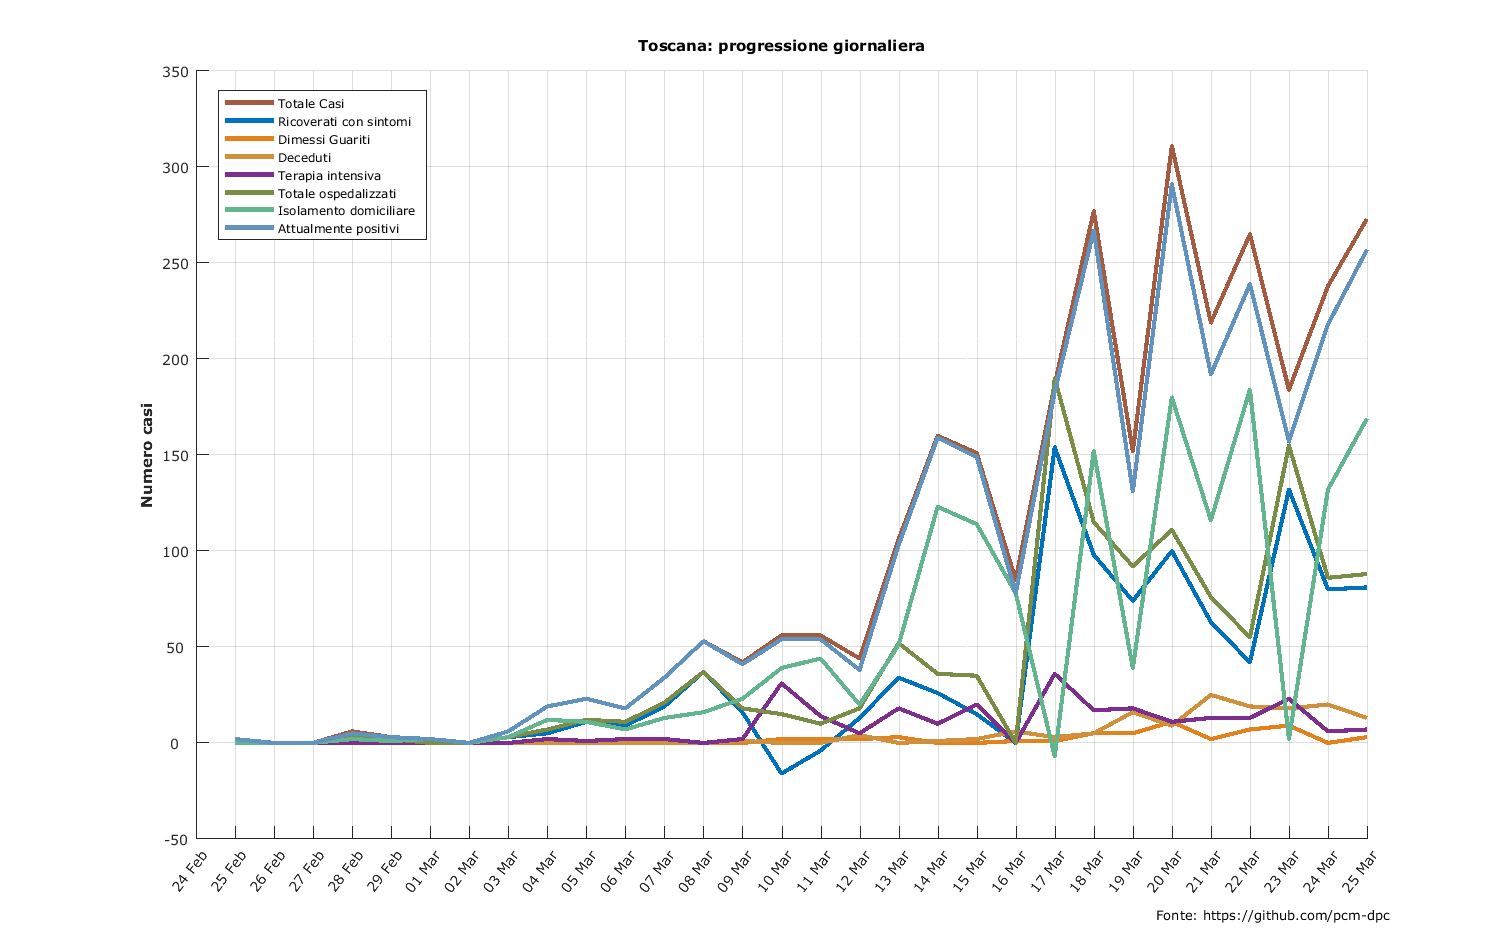 Toscana: progressione giornaliera
350
300
250
200
150
100
50
0
-50
Numero casi
Totale Casi
Ricoverati con sintomi
Dimessi Guariti
Deceduti
Terapia intensiva
Totale ospedalizzati
Isolamento domiciliare
Attualmente positivi
24 Feb
25 Feb
26 Feb
27 Feb
28 Feb
29 Feb
01 Mar
02 Mar
03 Mar
04 Mar
05 Mar
06 Mar
07 Mar
08 Mar
09 Mar
10 Mar
11 Mar
12 Mar
13 Mar
14 Mar
15 Mar
16 Mar
17 Mar
18 Mar
19 Mar
20 Mar
21 Mar
22 Mar
23 Mar
24 Mar
25 Mar
Fonte: https://github.com/pcm-dpc